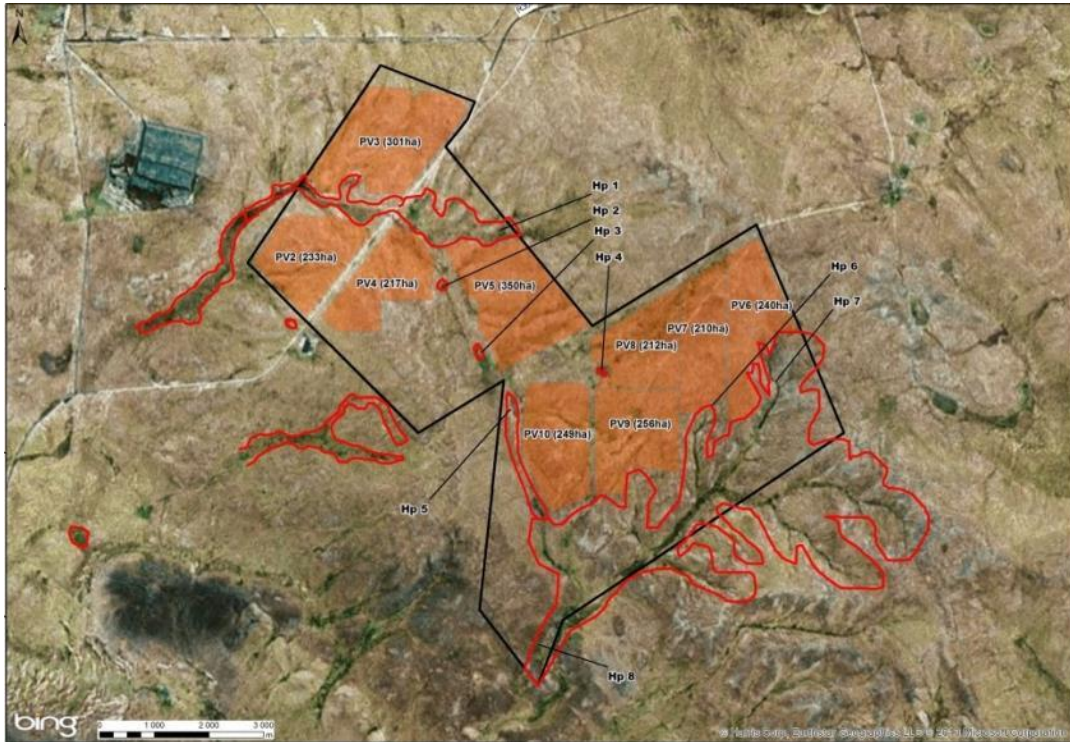 N
PV3 (301ha)
Hp 1
Hp 2
Hp 3
Hp 4
PV2 (233ha)
PV4 (217ha)
PV5 (350ha)
Hp 6
Hp 7
PV6 (240ha)
PV7 (210ha)
PV8 (212ha)
PV10 (249ha)
PV9 (256ha)
Hp 5
Hp 8
bing
0 1 000 2 000 3 000
m